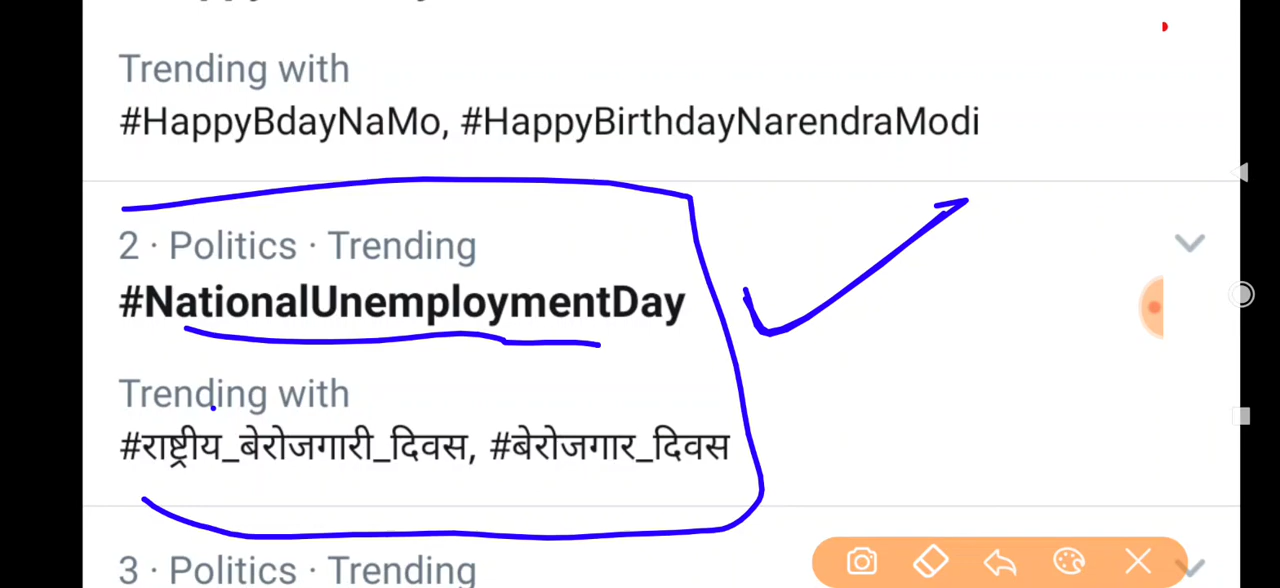 Trending with
#HappyBdayNaMo, #HappyBirthdayNarendraModi
2 · Politics · Trending
#NationalUnemploymentDay
Trending with
#राष्ट्रीय_बेरोजगारी_दिवस, #बेरोजगार_दिवस
3 · Politics · Trending